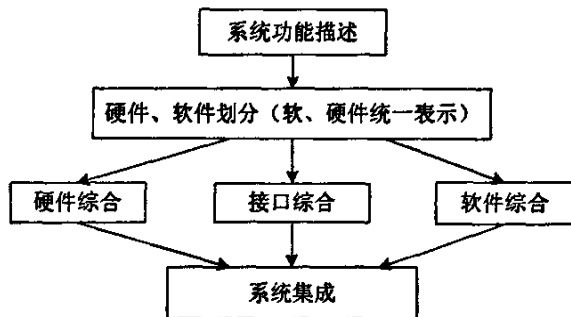 系统功能描述
硬件、软件划分（软、硬件统一表示）
硬件综合
接口综合
软件综合
系统集成